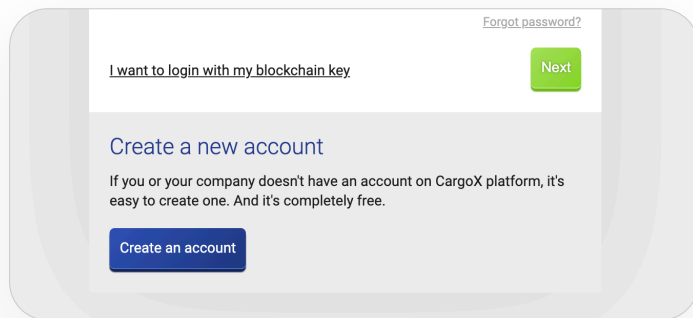 Forgot password?
I want to login with my blockchain key
Next
Create a new account
If you or your company doesn't have an account on CargoX platform, it's
easy to create one. And it's completely free.
Create an account